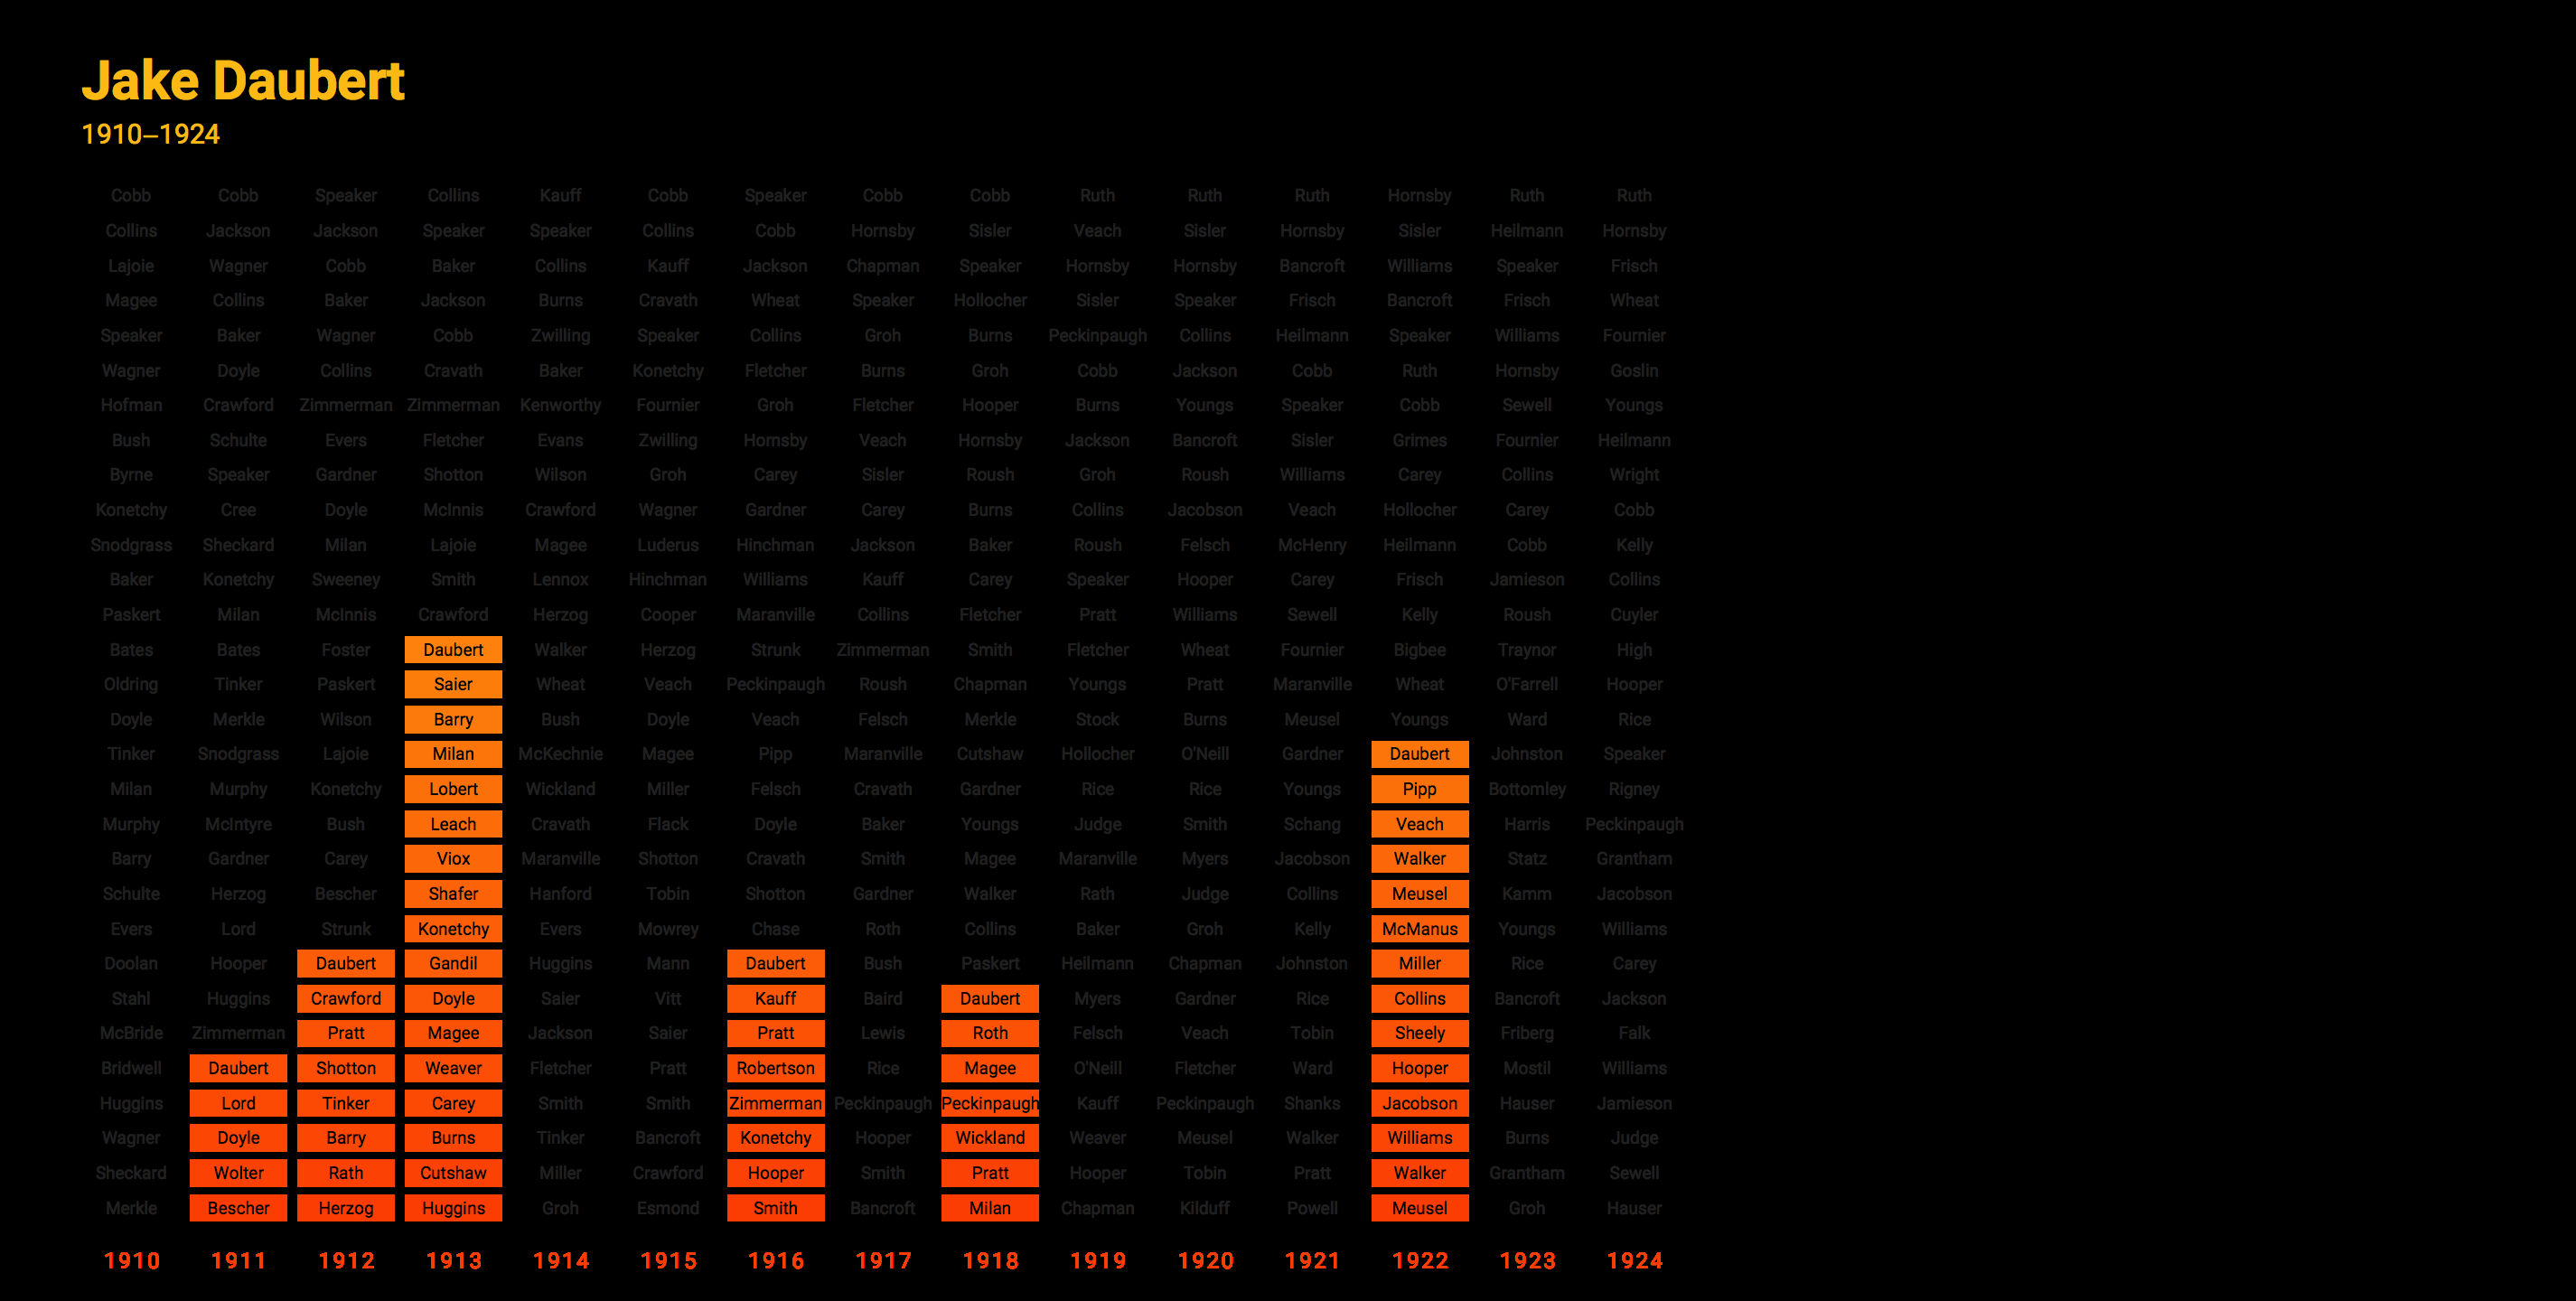 Jake Daubert
1910–1924
Cobb Cobb Speaker Collins Kauff Cobb Speaker Cobb Cobb Ruth Ruth Ruth Hornsby Ruth Ruth
Collins Jackson Jackson Speaker Speaker Collins Cobb Hornsby Sisler Veach Sisler Hornsby Sisler Heilmann Hornsby
Lajoie Wagner Cobb Baker Collins Kauff Jackson Chapman Speaker Hornsby Hornsby Bancroft Williams Speaker Frisch
Magee Collins Baker Jackson Burns Cravath Wheat Speaker Hollocher Sisler Speaker Frisch Bancroft Frisch Wheat
Speaker Baker Wagner Cobb Zwilling Speaker Collins Groh Burns Peckinpaugh Collins Heilmann Speaker Williams Fournier
Wagner Doyle Collins Cravath Baker Konetchy Fletcher Burns Groh Cobb Jackson Cobb Ruth Hornsby Goslin
Hofman Crawford Zimmerman Zimmerman Kenworthy Fournier Groh Fletcher Hooper Burns Youngs Speaker Cobb Sewell Youngs
Bush Schulte Evers Fletcher Evans Zwilling Hornsby Veach Hornsby Jackson Bancroft Sisler Grimes Fournier Heilmann
Byrne Speaker Gardner Shotton Wilson Groh Carey Sisler Roush Groh Roush Williams Carey Collins Wright
Konetchy Cree Doyle McInnis Crawford Wagner Gardner Carey Burns Collins Jacobson Veach Hollocher Carey Cobb
Snodgrass Sheckard Milan Lajoie Magee Luderus Hinchman Jackson Baker Roush Felsch McHenry Heilmann Cobb Kelly
Baker Konetchy Sweeney Smith Lennox Hinchman Williams Kauff Carey Speaker Hooper Carey Frisch Jamieson Collins
Paskert Milan McInnis Crawford Herzog Cooper Maranville Collins Fletcher Pratt Williams Sewell Kelly Roush Cuyler
Bates Bates Foster Daubert Walker Herzog Strunk Zimmerman Smith Fletcher Wheat Fournier Bigbee Traynor High
Oldring Tinker Paskert Saier Wheat Veach Peckinpaugh Roush Chapman Youngs Pratt Maranville Wheat O'Farrell Hooper
Doyle Merkle Wilson Barry Bush Doyle Veach Felsch Merkle Stock Burns Meusel Youngs Ward Rice
Tinker Snodgrass Lajoie Milan McKechnie Magee Pipp Maranville Cutshaw Hollocher O'Neill Gardner Daubert Johnston Speaker
Milan Murphy Konetchy Lobert Wickland Miller Felsch Cravath Gardner Rice Rice Youngs Pipp Bottomley Rigney
Murphy McIntyre Bush Leach Cravath Flack Doyle Baker Youngs Judge Smith Schang Veach Harris Peckinpaugh
Barry Gardner Carey Viox Maranville Shotton Cravath Smith Magee Maranville Myers Jacobson Walker Statz Grantham
Schulte Herzog Bescher Shafer Hanford Tobin Shotton Gardner Walker Rath Judge Collins Meusel Kamm Jacobson
Evers Lord Strunk Konetchy Evers Mowrey Chase Roth Collins Baker Groh Kelly McManus Youngs Williams
Doolan Hooper Daubert Gandil Huggins Mann Daubert Bush Paskert Heilmann Chapman Johnston Miller Rice Carey
Stahl Huggins Crawford Doyle Saier Vitt Kauff Baird Daubert Myers Gardner Rice Collins Bancroft Jackson
McBride Zimmerman Pratt Magee Jackson Saier Pratt Lewis Roth Felsch Veach Tobin Sheely Friberg Falk
Bridwell Daubert Shotton Weaver Fletcher Pratt Robertson Rice Magee O'Neill Fletcher Ward Hooper Mostil Williams
Huggins Lord Tinker Carey Smith Smith Zimmerman Peckinpaugh Peckinpaugh Kauff Peckinpaugh Shanks Jacobson Hauser Jamieson
Wagner Doyle Barry Burns Tinker Bancroft Konetchy Hooper Wickland Weaver Meusel Walker Williams Burns Judge
Sheckard Wolter Rath Cutshaw Miller Crawford Hooper Smith Pratt Hooper Tobin Pratt Walker Grantham Sewell
Merkle Bescher Herzog Huggins Groh Esmond Smith Bancroft Milan Chapman Kilduff Powell Meusel Groh Hauser
1910 1911 1912 1913 1914 1915 1916 1917 1918 1919 1920 1921 1922 1923 1924